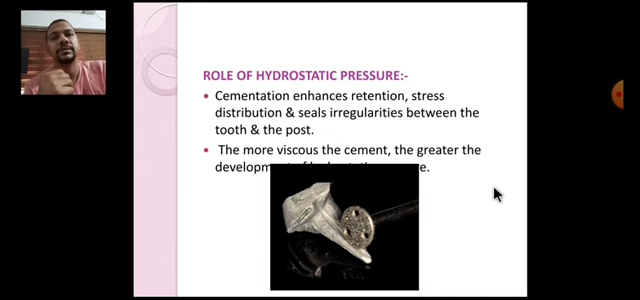 ROLE OF HYDROSTATIC PRESSURE:-
Cementation enhances retention, stress
distribution & seals irregularities between the
tooth & the post.
The more viscous the cement, the greater the